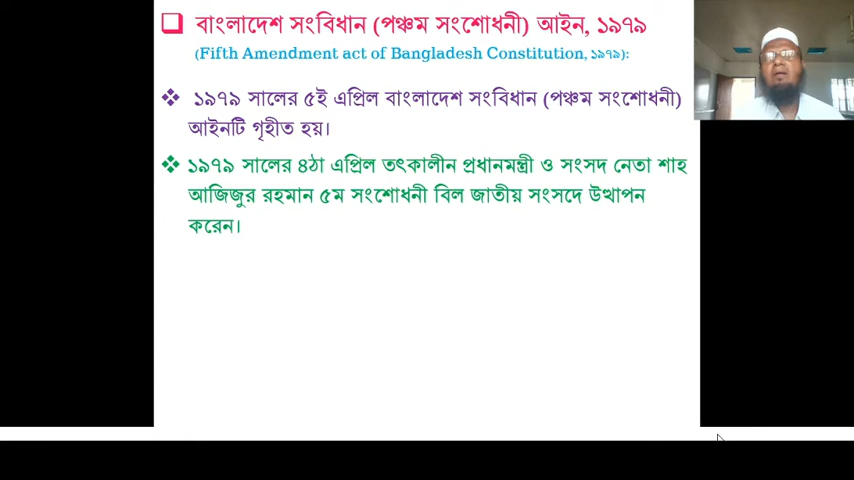 বাংলাদেশ সংবিধান (পঞ্চম সংশোধনী) আইন, ১৯৭৯
(Fifth Amendment act of Bangladesh Constitution, ১৯৭৯):
১৯৭৯ সালের ৫ই এপ্রিল বাংলাদেশ সংবিধান (পঞ্চম সংশোধনী)
আইনটি গৃহীত হয়।
১৯৭৯ সালের ৪ঠা এপ্রিল তৎকালীন প্রধানমন্ত্রী ও সংসদ নেতা শাহ
আজিজুর রহমান ৫ম সংশোধনী বিল জাতীয় সংসদে উত্থাপন
করেন।